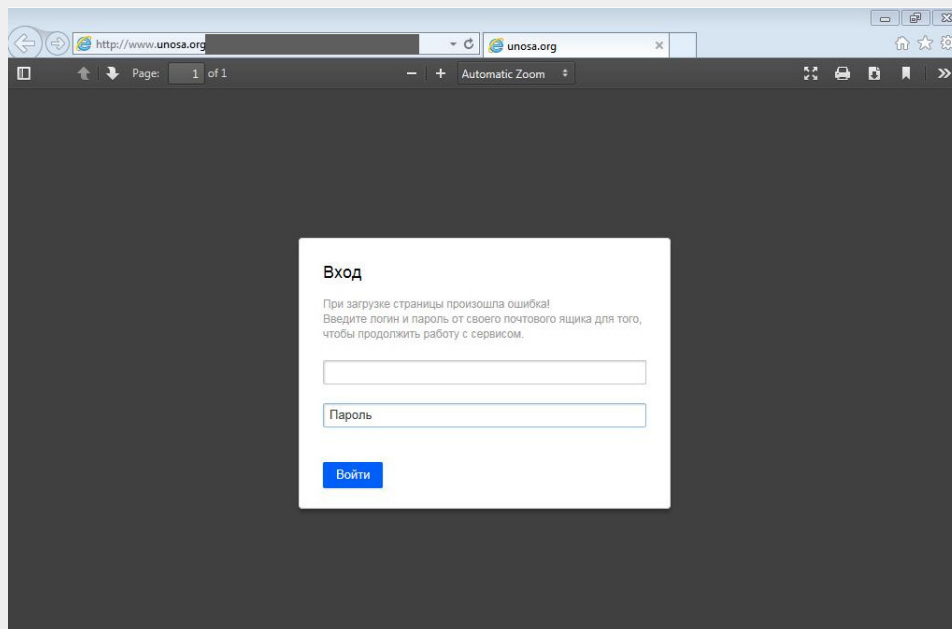 http://www.unosa.org
unosa.org
Page: 1 of 1
Automatic Zoom
Вход
При загрузке страницы произошла ошибка!
Введите логин и пароль от своего почтового ящика для того,
чтобы продолжить работу с сервисом.
Пароль
Войти